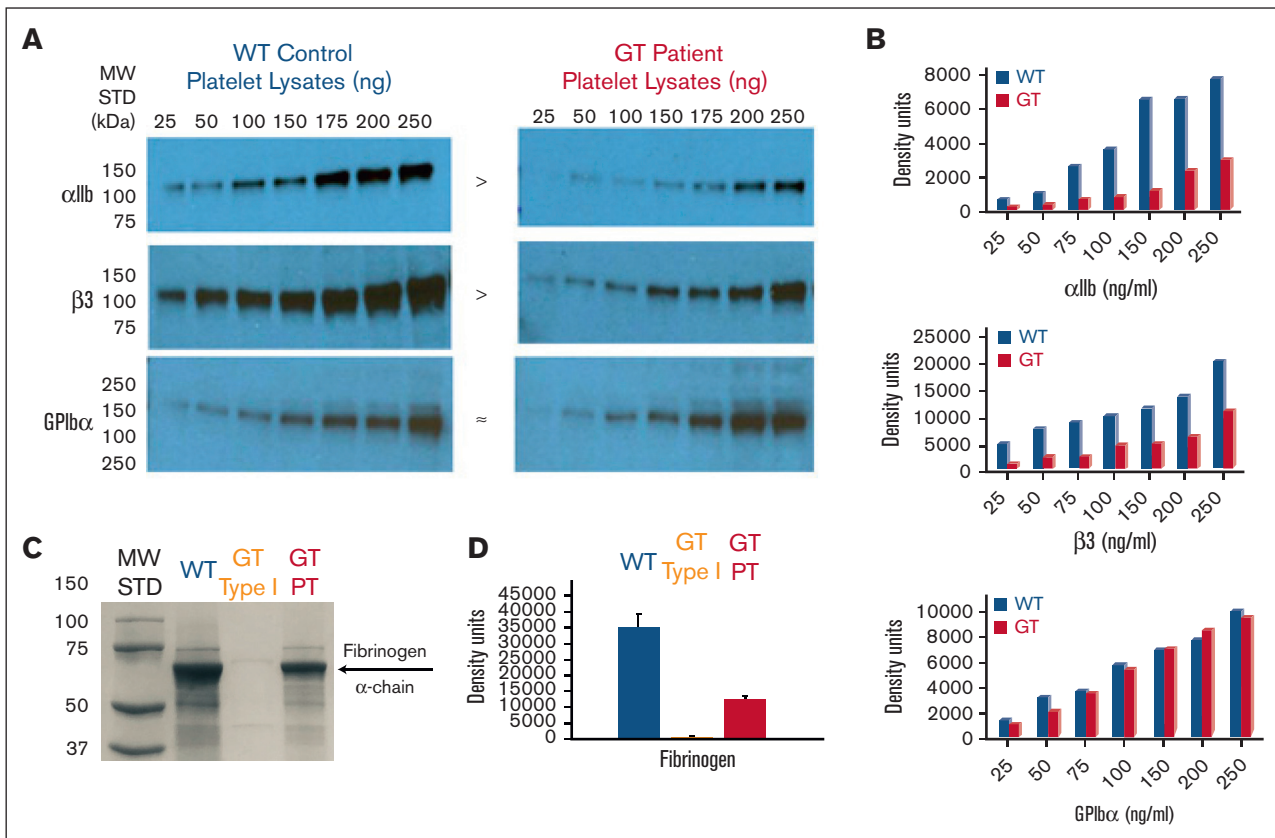 A
WT Control
Platelet Lysates (ng)
GT Patient
Platelet Lysates (ng)
MW
STD
(kDa)
25 50 100 150 175 200 250
25 50 100 150 175 200 250
αIIb
150
100
75
>
β3
150
100
75
>
GPIbα
250
150
100
250
≈
B
Density units
8000
6000
4000
2000
0
WT
GT
25 50 75 100 150 200 250
αIIb (ng/ml)
Density units
25000
20000
15000
10000
5000
0
WT
GT
25 50 75 100 150 200 250
β3 (ng/ml)
Density units
10000
8000
6000
4000
2000
0
WT
GT
25 50 75 100 150 200 250
GPIbα (ng/ml)
C
MW
STD
WT
GT
Type I
GT
PT
150
100
75
50
37
Fibrinogen
α-chain
D
WT
GT
Type I
GT
PT
Density units
45000
40000
35000
30000
25000
20000
15000
10000
5000
0
Fibrinogen